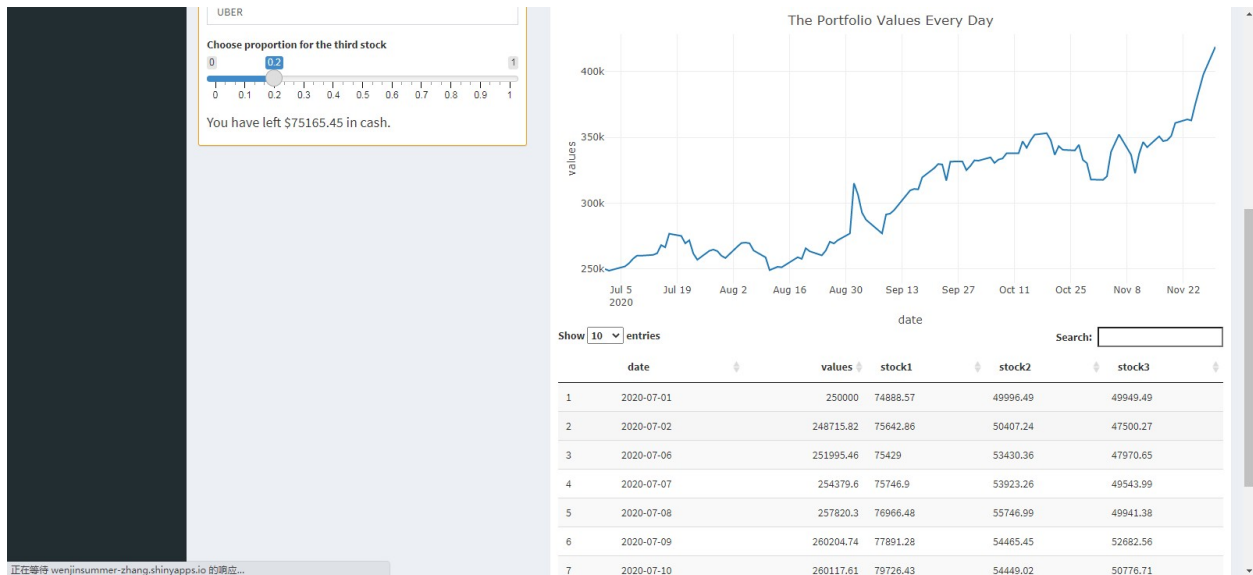 UBER
Choose proportion for the third stock
0 0.2 1
0 0.1 0.2 0.3 0.4 0.5 0.6 0.7 0.8 0.9 1
You have left $75165.45 in cash.
The Portfolio Values Every Day
400k
350k
values
300k
250k
Jul 5 Jul 19 Aug 2 Aug 16 Aug 30 Sep 13 Sep 27 Oct 11 Oct 25 Nov 8 Nov 22
2020
date
Show 10 entries Search:
date values stock1 stock2 stock3
1 2020-07-01 250000 74888.57 49996.49 49949.49
2 2020-07-02 248715.82 75642.86 50407.24 47500.27
3 2020-07-06 251995.46 75429 53430.36 47970.65
4 2020-07-07 254379.6 75746.9 53923.26 49543.99
5 2020-07-08 257820.3 76966.48 55746.99 49941.38
6 2020-07-09 260204.74 77891.28 54465.45 52682.56
7 2020-07-10 260117.61 79726.43 54449.02 50776.71
正在等待 wenjinsummer-zhang.shinyapps.io 的响应...